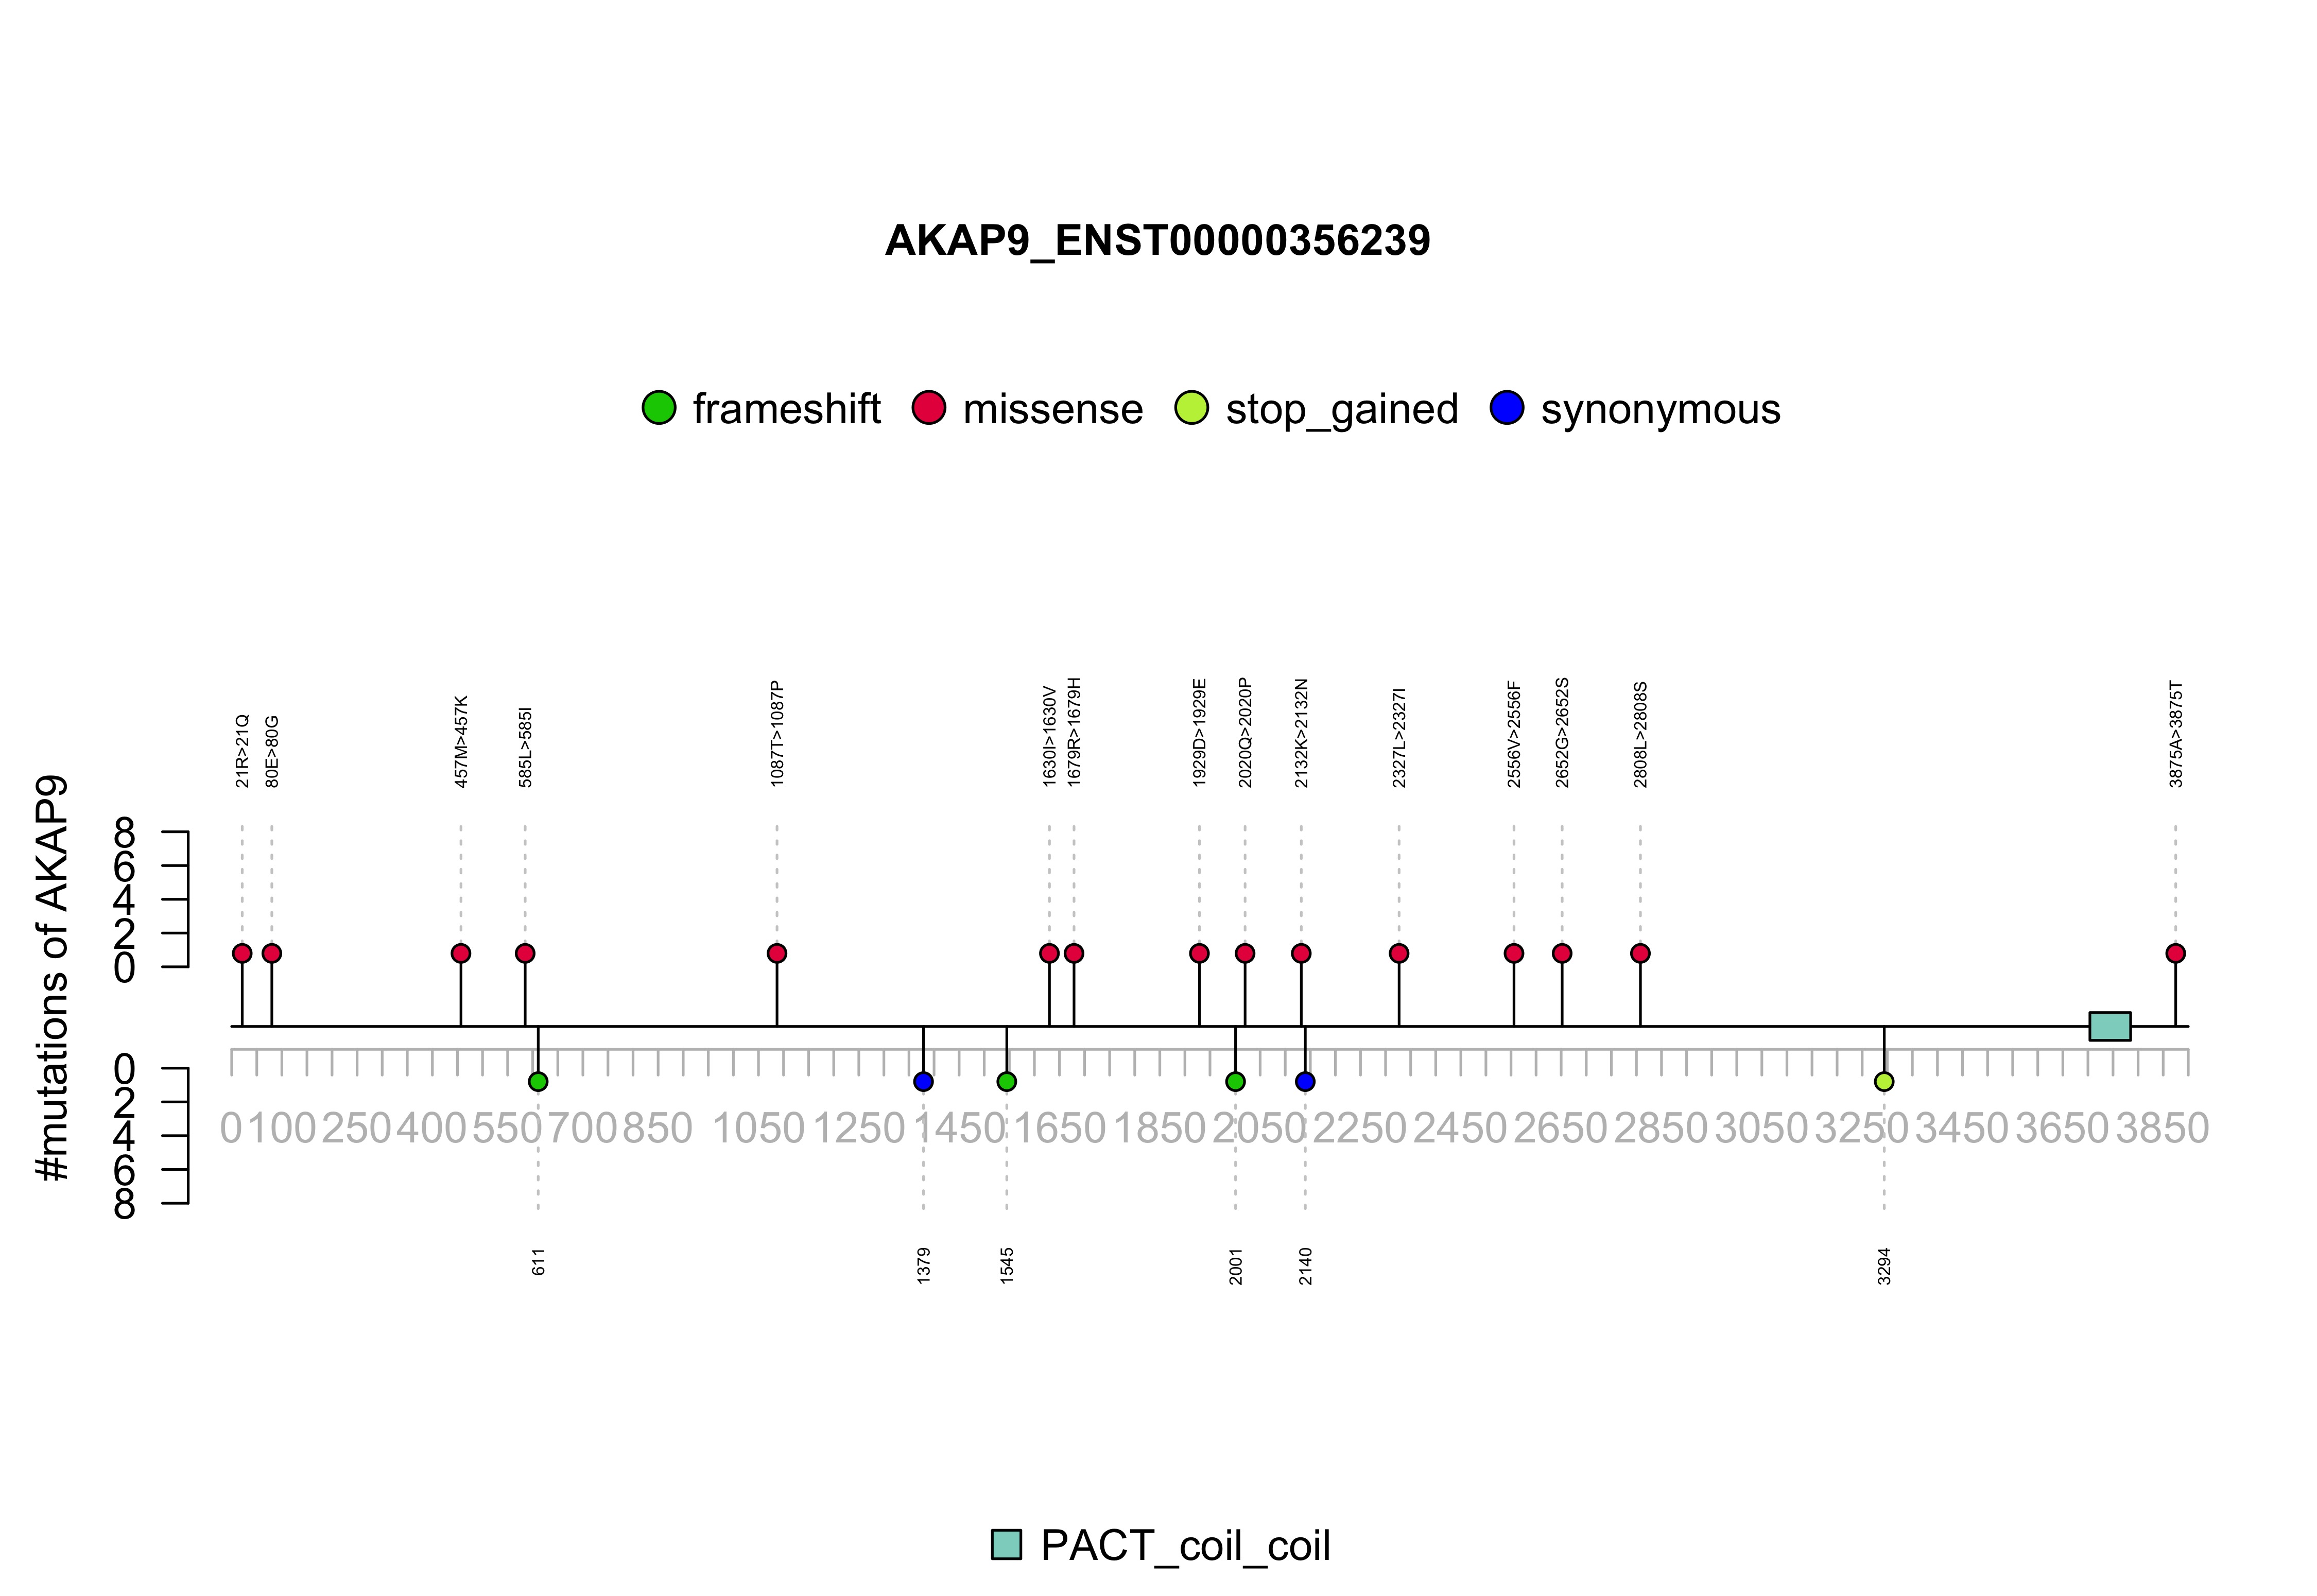 AKAP9_ENST00000356239
frameshift missense stop_gained synonymous
21R>21Q
80E>80G
457M>457K
585L>585I
1087T>1087P
1630I>1630V
1679R>1679H
1929D>1929E
2020Q>2020P
2132K>2132N
2327L>2327I
2556V>2556F
2652G>2652S
2808L>2808S
3875A>3875T
#mutations of AKAP9
8
6
4
2
0
0
2
4
6
8
0 100 250 400 550 700 850 1050 1250 1450 1650 1850 2050 2250 2450 2650 2850 3050 3250 3450 3650 3850
611
1379
1545
2001
2140
3294
PACT_coil_coil